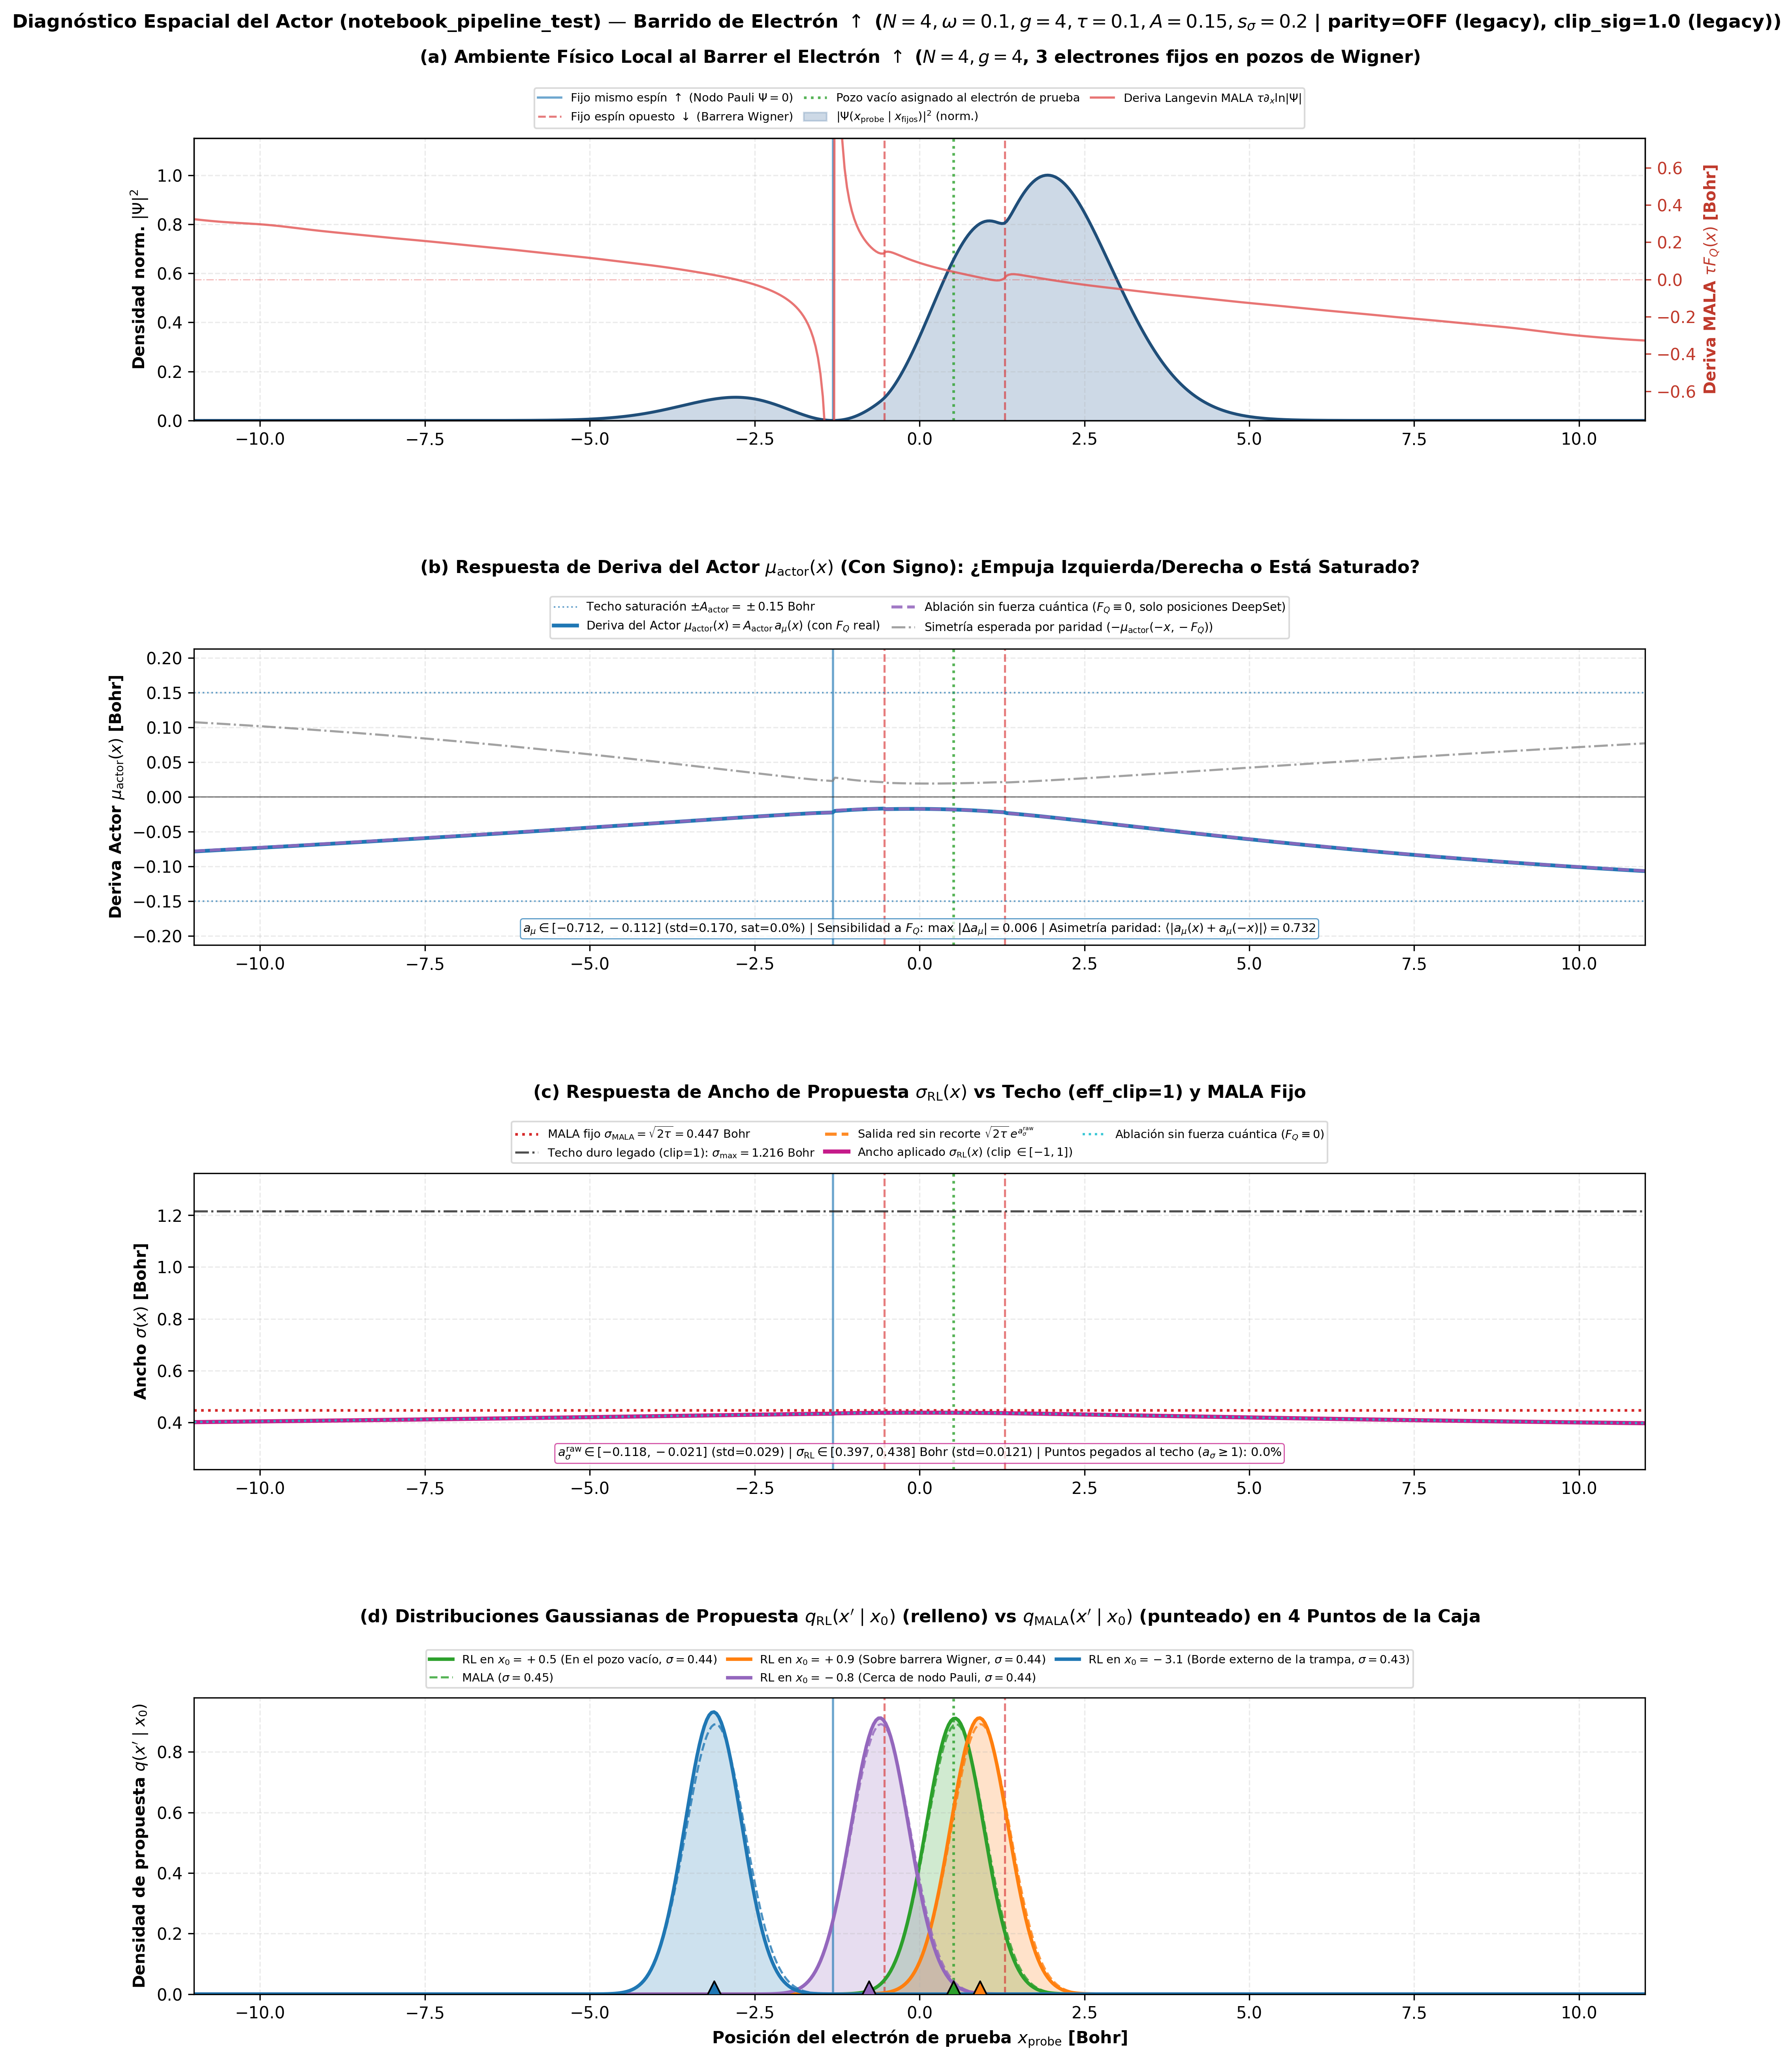 Diagnóstico Espacial del Actor (notebook_pipeline_test) — Barrido de Electrón ↑ (N = 4, ω = 0.1, g = 4, τ = 0.1, A = 0.15, s_σ = 0.2 | parity=OFF (legacy), clip_sig=1.0 (legacy))
(a) Ambiente Físico Local al Barrer el Electrón ↑ (N = 4, g = 4, 3 electrones fijos en pozos de Wigner)
Fijo mismo espín ↑ (Nodo Pauli Ψ = 0)
Fijo espín opuesto ↓ (Barrera Wigner)
Pozo vacío asignado al electrón de prueba
|Ψ(x_probe | x_fijos)|² (norm.)
Deriva Langevin MALA τ∂ₓln|Ψ|
Densidad norm. |Ψ|²
1.0
0.8
0.6
0.4
0.2
0.0
0.6
0.4
0.2
0.0
−0.2
−0.4
−0.6
Deriva MALA τF_Q(x) [Bohr]
−10.0 −7.5 −5.0 −2.5 0.0 2.5 5.0 7.5 10.0
(b) Respuesta de Deriva del Actor μ_actor(x) (Con Signo): ¿Empuja Izquierda/Derecha o Está Saturado?
Techo saturación ±A_actor = ±0.15 Bohr
Deriva del Actor μ_actor(x) = A_actor a_μ(x) (con F_Q real)
Ablación sin fuerza cuántica (F_Q ≡ 0, solo posiciones DeepSet)
Simetría esperada por paridad (−μ_actor(−x, −F_Q))
Deriva Actor μ_actor(x) [Bohr]
0.20
0.15
0.10
0.05
0.00
−0.05
−0.10
−0.15
−0.20
a_μ ∈ [−0.712, −0.112] (std=0.170, sat=0.0%) | Sensibilidad a F_Q: max |Δa_μ| = 0.006 | Asimetría paridad: ⟨|a_μ(x) + a_μ(−x)|⟩ = 0.732
−10.0 −7.5 −5.0 −2.5 0.0 2.5 5.0 7.5 10.0
(c) Respuesta de Ancho de Propuesta σ_RL(x) vs Techo (eff_clip=1) y MALA Fijo
MALA fijo σ_MALA = √2τ = 0.447 Bohr
Techo duro legado (clip=1): σ_max = 1.216 Bohr
Salida red sin recorte √2τ e^{a_σ^raw}
Ancho aplicado σ_RL(x) (clip ∈ [−1, 1])
Ablación sin fuerza cuántica (F_Q ≡ 0)
Ancho σ(x) [Bohr]
1.2
1.0
0.8
0.6
0.4
a_σ^raw ∈ [−0.118, −0.021] (std=0.029) | σ_RL ∈ [0.397, 0.438] Bohr (std=0.0121) | Puntos pegados al techo (a_σ ≥ 1): 0.0%
−10.0 −7.5 −5.0 −2.5 0.0 2.5 5.0 7.5 10.0
(d) Distribuciones Gaussianas de Propuesta q_RL(x′ | x₀) (relleno) vs q_MALA(x′ | x₀) (punteado) en 4 Puntos de la Caja
RL en x₀ = +0.5 (En el pozo vacío, σ = 0.44)
MALA (σ = 0.45)
RL en x₀ = +0.9 (Sobre barrera Wigner, σ = 0.44)
RL en x₀ = −0.8 (Cerca de nodo Pauli, σ = 0.44)
RL en x₀ = −3.1 (Borde externo de la trampa, σ = 0.43)
Densidad de propuesta q(x′ | x₀)
0.8
0.6
0.4
0.2
0.0
−10.0 −7.5 −5.0 −2.5 0.0 2.5 5.0 7.5 10.0
Posición del electrón de prueba x_probe [Bohr]